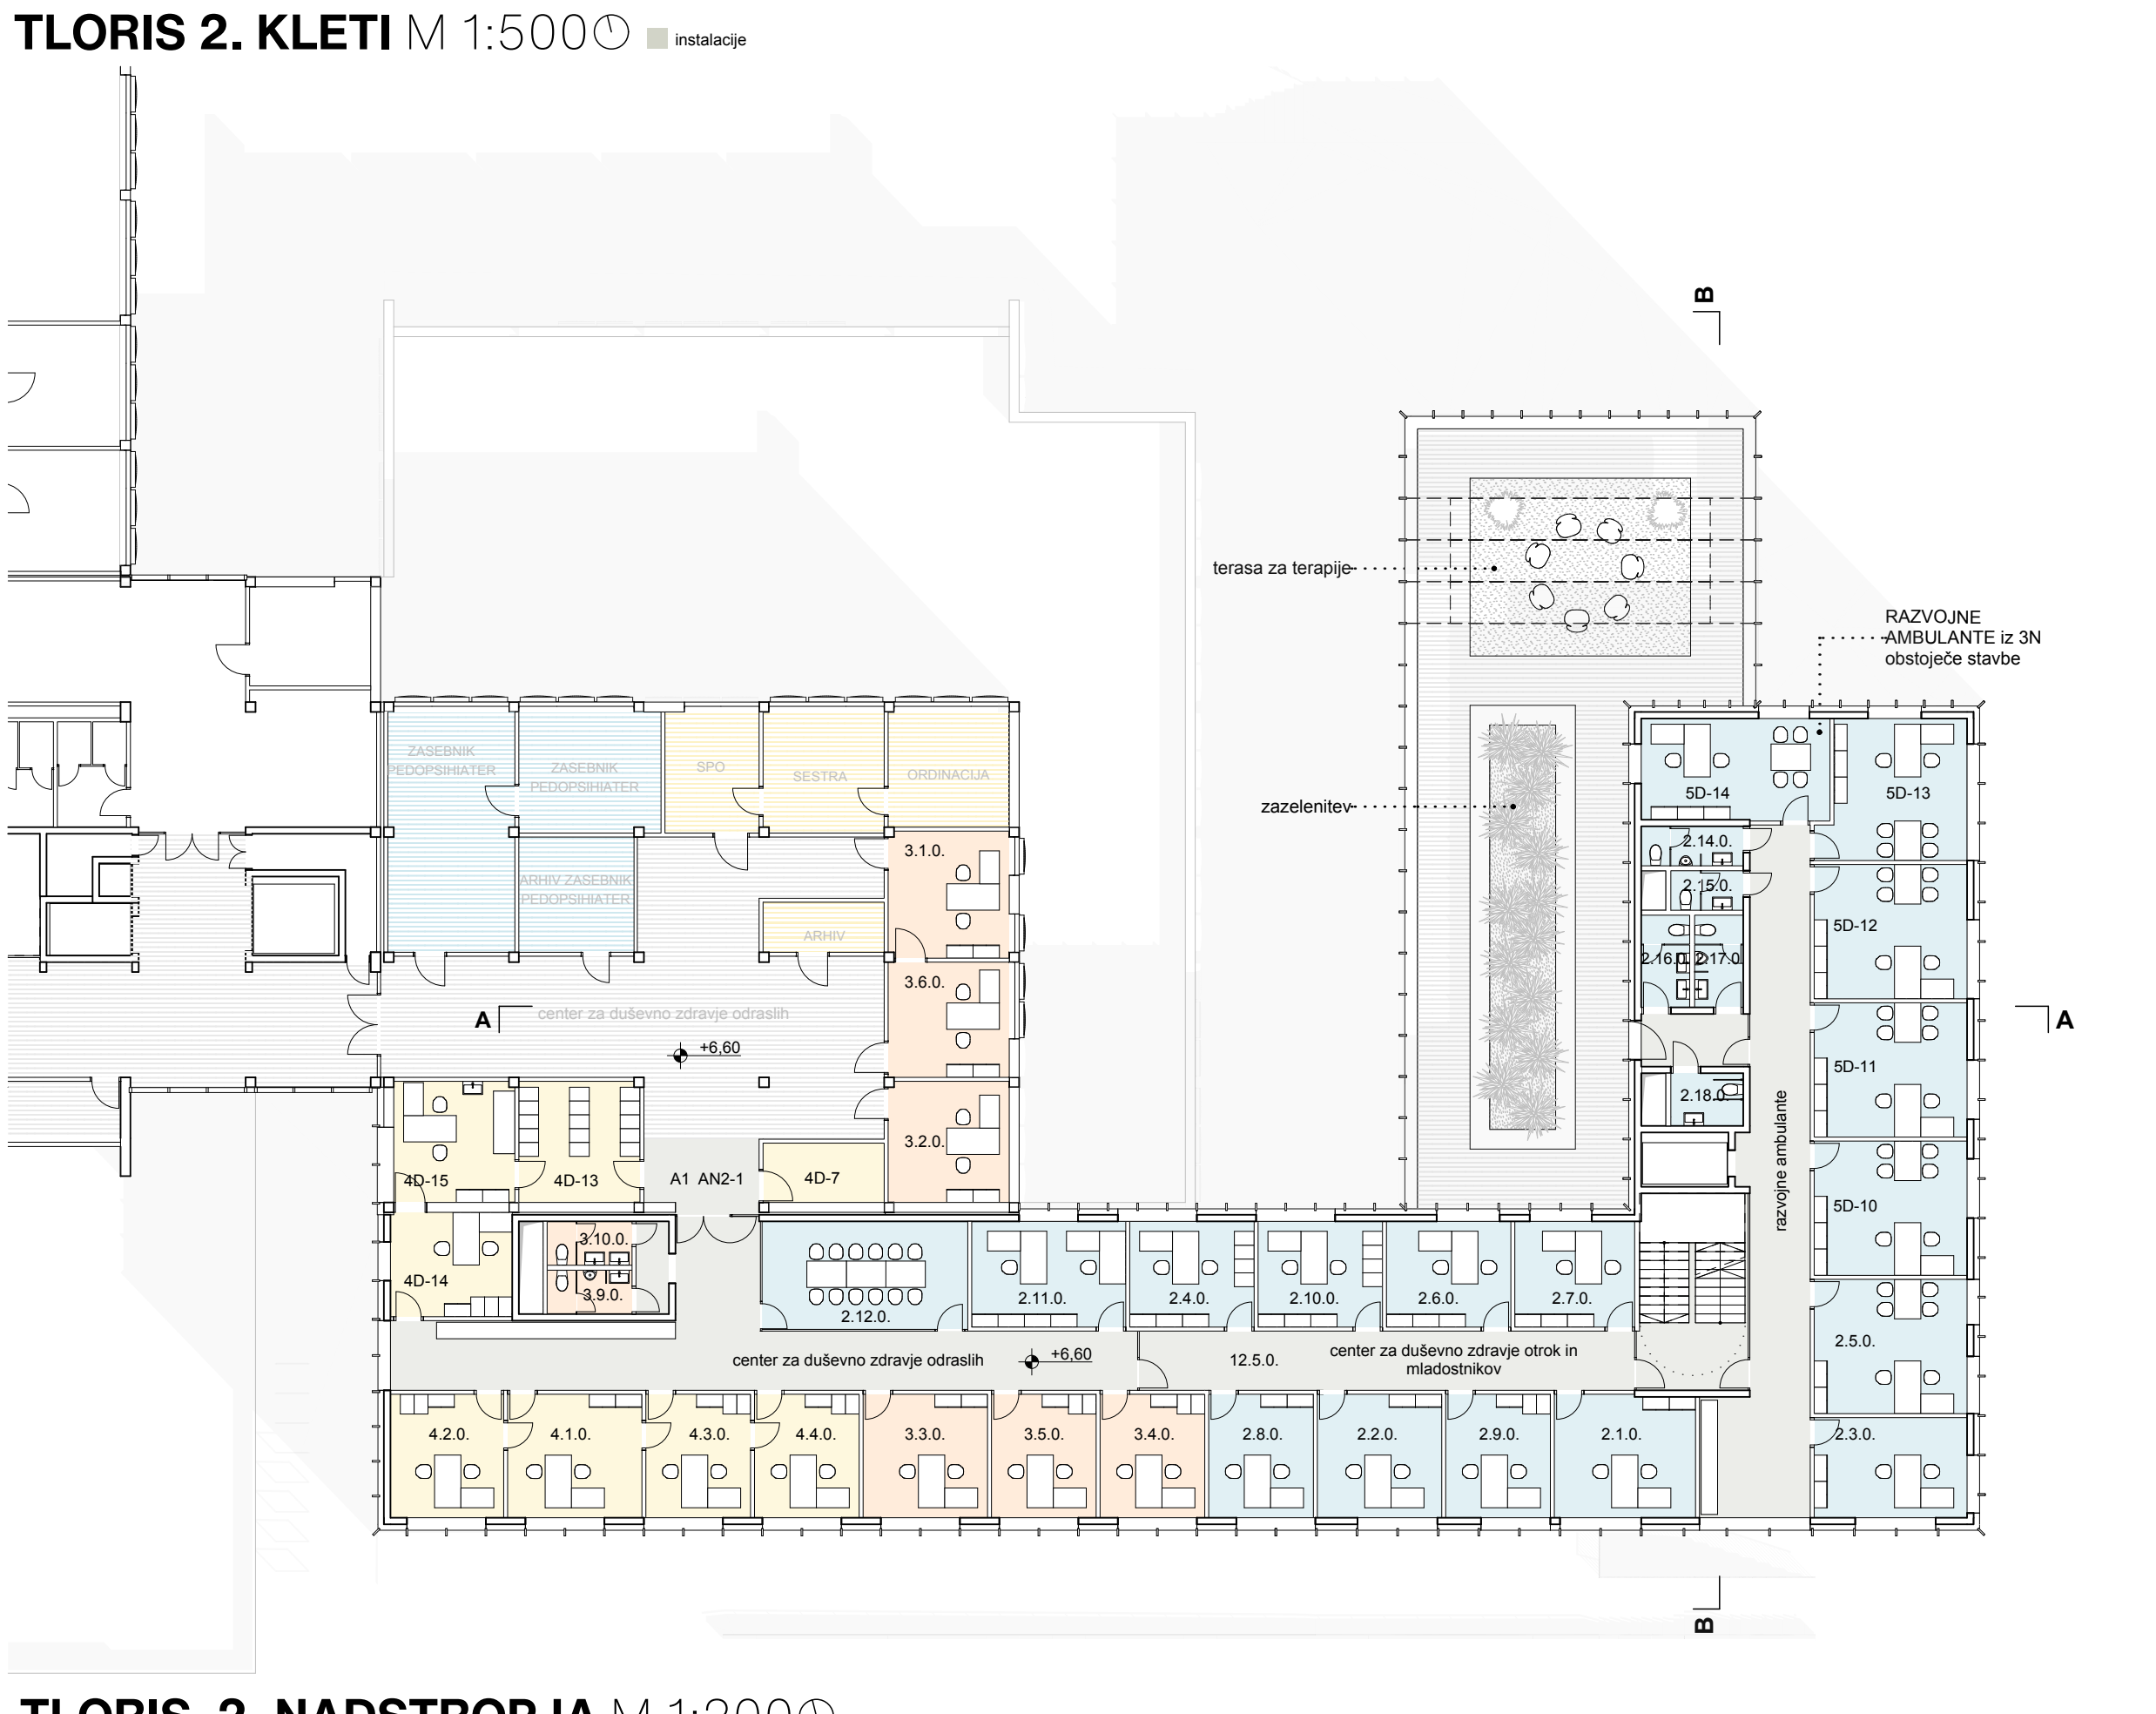 TLORIS 2. KLETI M 1:500
instalacije
B
terasa za terapije
RAZVOJNE
AMBULANTE iz 3N
obstoječe stavbe
ZASEBNIK
PEDOPSIHIATER
ZASEBNIK
PEDOPSIHIATER
SPO
SESTRA
ORDINACIJA
5D-14
5D-13
zazelenitev
3.1.0.
2.14.0.
ARHIV ZASEBNIK
PEDOPSIHIATER
2.15.0.
ARHIV
5D-12
2.16.0.
2.17.0.
3.6.0.
A
center za duševno zdravje odraslih
A
+6,60
5D-11
2.18.0.
3.2.0.
razvojne ambulante
4D-15
4D-13
A1 AN2-1
4D-7
5D-10
3.10.0.
4D-14
3.9.0.
2.12.0.
2.11.0.
2.4.0.
2.10.0.
2.6.0.
2.7.0.
2.5.0.
center za duševno zdravje odraslih
+6,60
12.5.0.
center za duševno zdravje otrok in
mladostnikov
4.2.0.
4.1.0.
4.3.0.
4.4.0.
3.3.0.
3.5.0.
3.4.0.
2.8.0.
2.2.0.
2.9.0.
2.1.0.
2.3.0.
B
TLORIS 2. NADSTROPJA M 1:200